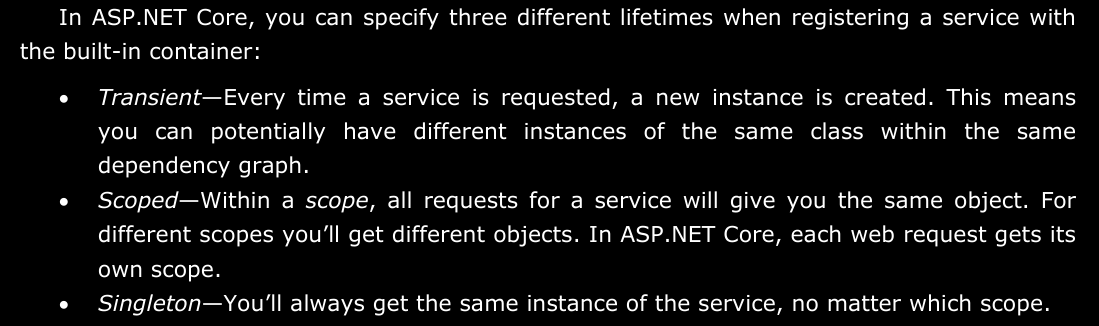 In ASP.NET Core, you can specify three different lifetimes when registering a service with
the built-in container:
• Transient—Every time a service is requested, a new instance is created. This means
you can potentially have different instances of the same class within the same
dependency graph.
• Scoped—Within a scope, all requests for a service will give you the same object. For
different scopes you’ll get different objects. In ASP.NET Core, each web request gets its
own scope.
• Singleton—You’ll always get the same instance of the service, no matter which scope.